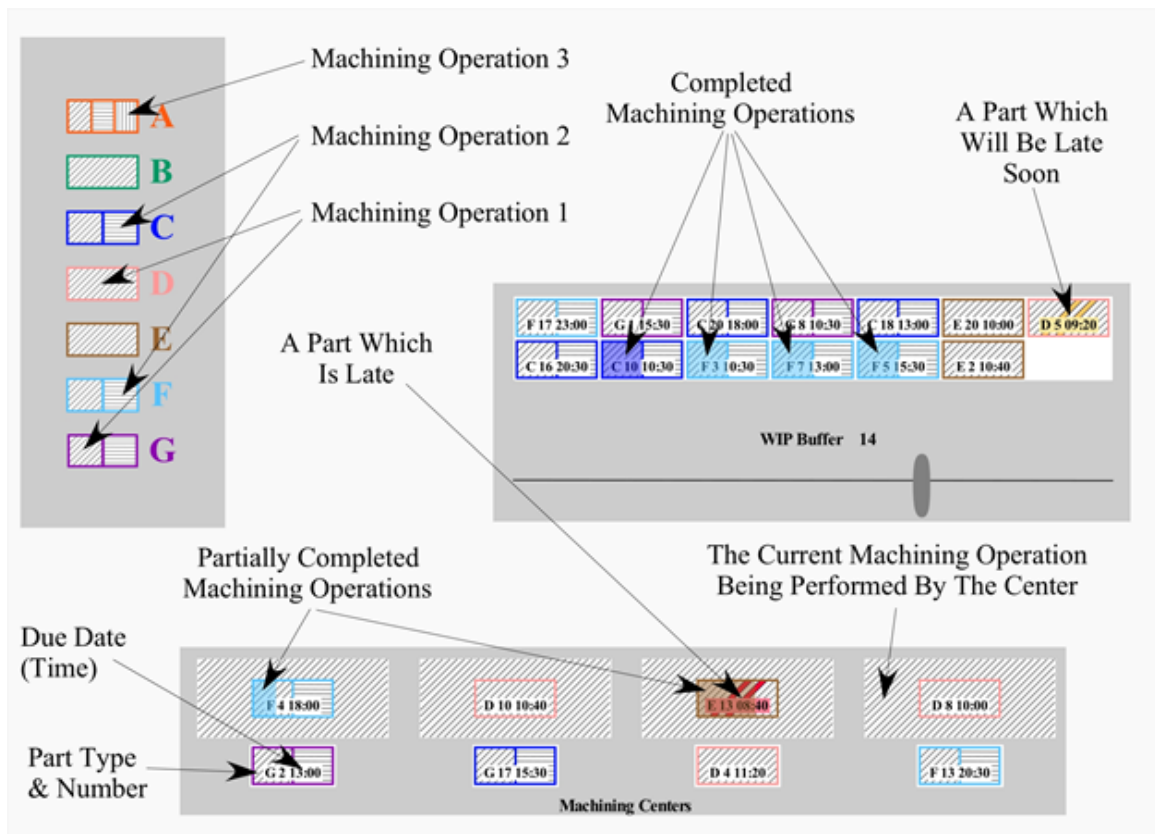 Machining Operation 3
Machining Operation 2
Machining Operation 1
A
B
C
D
E
F
G
Completed
Machining Operations
A Part Which
Will Be Late
Soon
A Part Which
Is Late
F 17 23:00
15:30
C 20 18:00
G 8 10:30
C 18 13:00
E 20 10:00
D 5 09:20
C 16 20:30
C 10 10:30
F 3 10:30
F 7 13:00
F 5 15:30
E 2 10:40
WIP Buffer 14
Partially Completed
Machining Operations
The Current Machining Operation
Being Performed By The Center
Due Date
(Time)
Part Type
& Number
F 4 18:00
D 10 10:40
E 13 08:40
D 8 10:00
G 2 13:00
G 17 15:30
D 4 11:20
F 13 20:30
Machining Centers